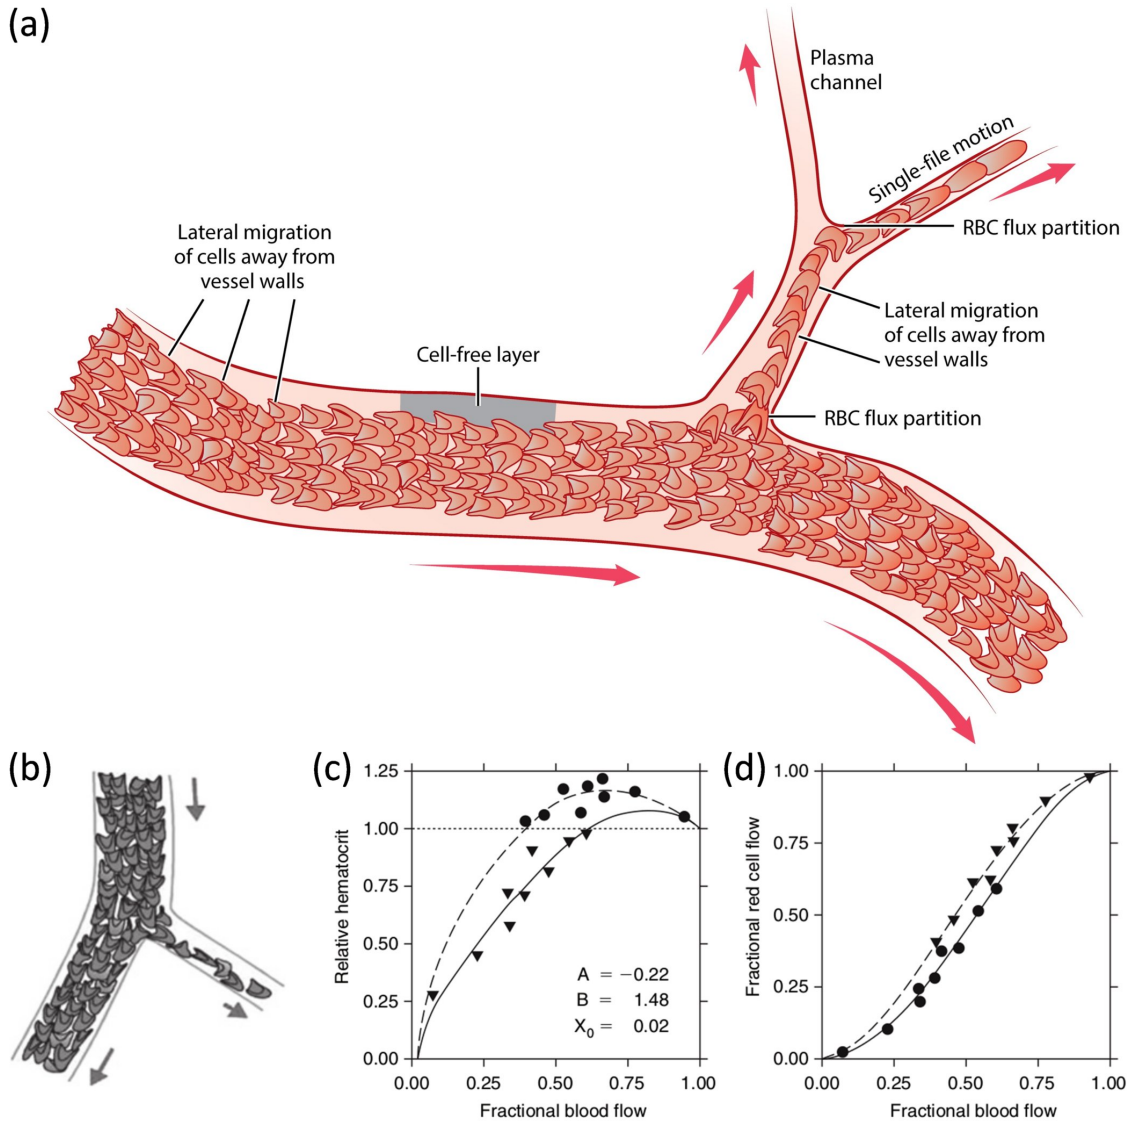 (a)
Plasma
channel
Single-file motion
RBC flux partition
Lateral migration
of cells away from
vessel walls
Lateral migration
of cells away from
vessel walls
Cell-free layer
RBC flux partition
(b)
(c)
1.25
1.00
0.75
0.50
0.25
0.00
Relative hematocrit
A = −0.22
B = 1.48
X0 = 0.02
0.00 0.25 0.50 0.75 1.00
Fractional blood flow
(d)
1.00
0.75
0.50
0.25
0.00
Fractional red cell flow
0.00 0.25 0.50 0.75 1.00
Fractional blood flow